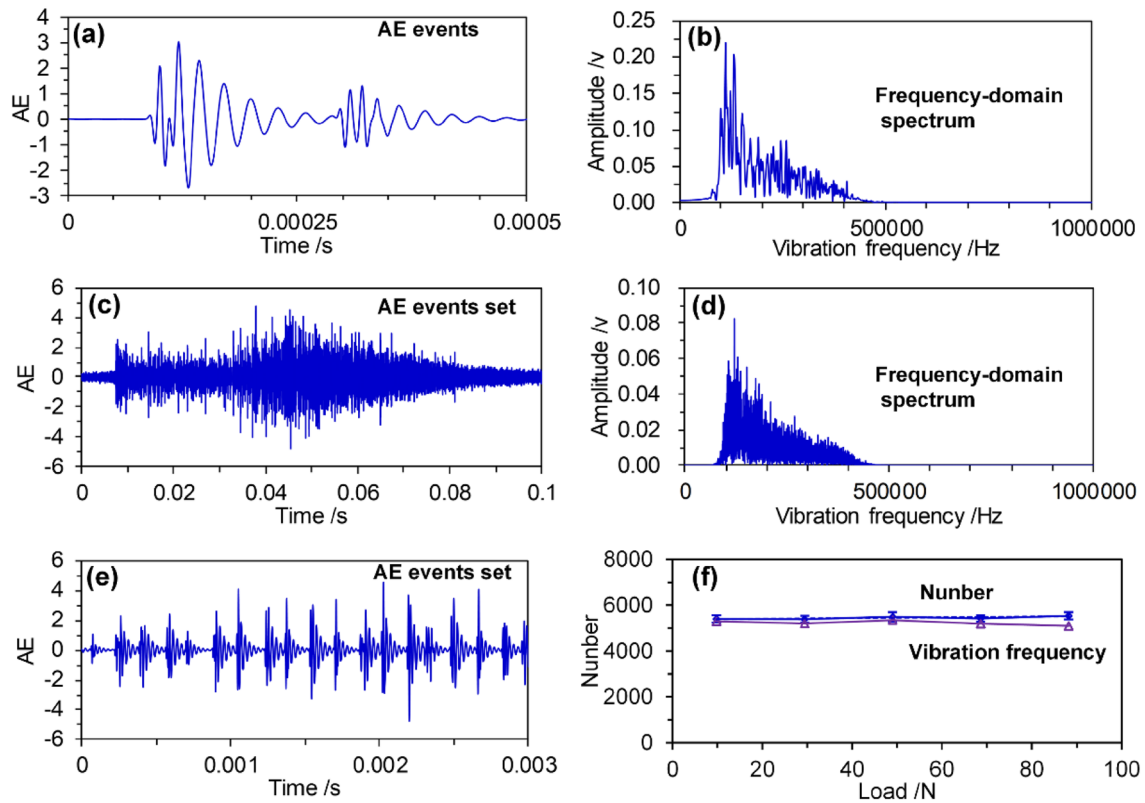 (a)
AE events
AE
4
3
2
1
0
-1
-2
-3
0
0.00025
0.0005
Time /s
(b)
Frequency-domain
spectrum
Amplitude /v
0.25
0.20
0.15
0.10
0.05
0.00
0
500000
1000000
Vibration frequency /Hz
(c)
AE events set
AE
6
4
2
0
-2
-4
-6
0
0.02
0.04
0.06
0.08
0.1
Time /s
(d)
Frequency-domain
spectrum
Amplitude /v
0.10
0.08
0.06
0.04
0.02
0.00
0
500000
1000000
Vibration frequency /Hz
(e)
AE events set
AE
6
4
2
0
-2
-4
-6
0
0.001
0.002
0.003
Time /s
(f)
Nunber
Vibration frequency
Nunber
8000
6000
4000
2000
0
0
20
40
60
80
100
Load /N